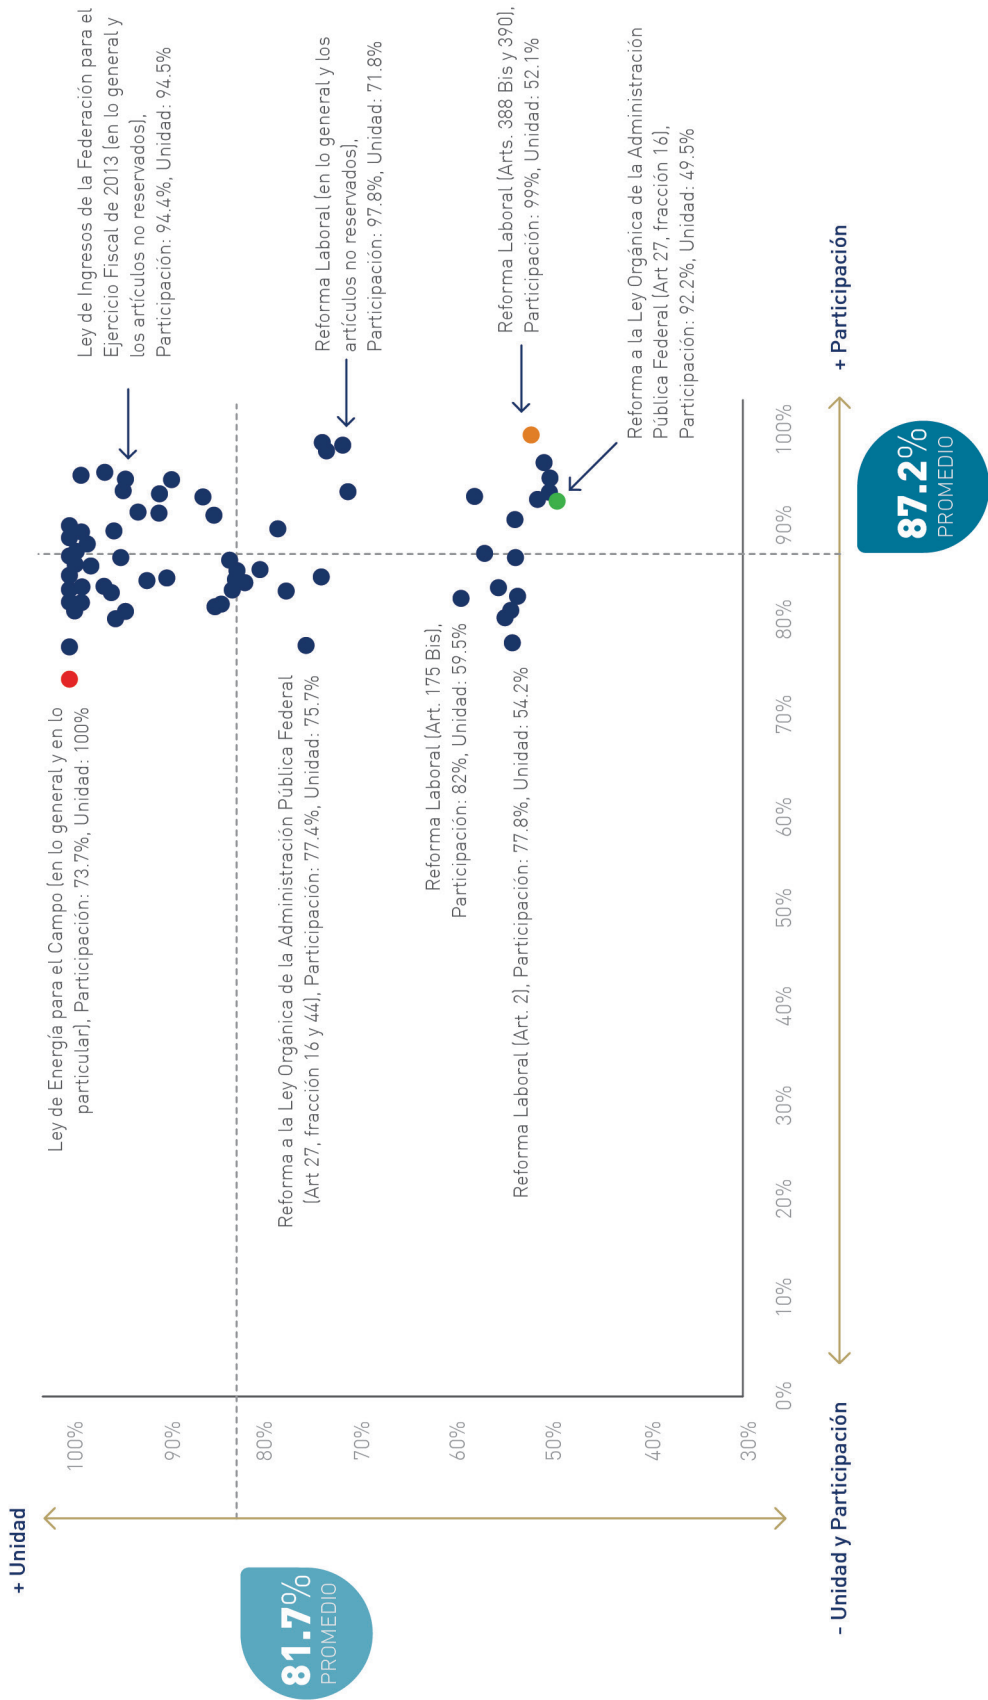 + Unidad
81.7%
PROMEDIO
100%
90%
80%
70%
60%
50%
40%
30%
Ley de Energía para el Campo (en lo general y en lo
particular), Participación: 73.7%, Unidad: 100%
Ley de Ingresos de la Federación para el
Ejercicio Fiscal de 2013 (en lo general y
los artículos no reservados),
Participación: 94.4%, Unidad: 94.5%
Reforma a la Ley Orgánica de la Administración Pública Federal
(Art 27, fracción 16 y 44), Participación: 77.4%, Unidad: 75.7%
Reforma Laboral (en lo general y los
artículos no reservados),
Participación: 97.8%, Unidad: 71.8%
Reforma Laboral (Art. 175 Bis),
Participación: 82%, Unidad: 59.5%
Reforma Laboral (Art. 2), Participación: 77.8%, Unidad: 54.2%
Reforma Laboral (Arts. 388 Bis y 390),
Participación: 99%, Unidad: 52.1%
Reforma a la Ley Orgánica de la Administración
Pública Federal (Art 27, fracción 16),
Participación: 92.2%, Unidad: 49.5%
0%
10%
20%
30%
40%
50%
60%
70%
80%
90%
100%
- Unidad y Participación
+ Participación
87.2%
PROMEDIO